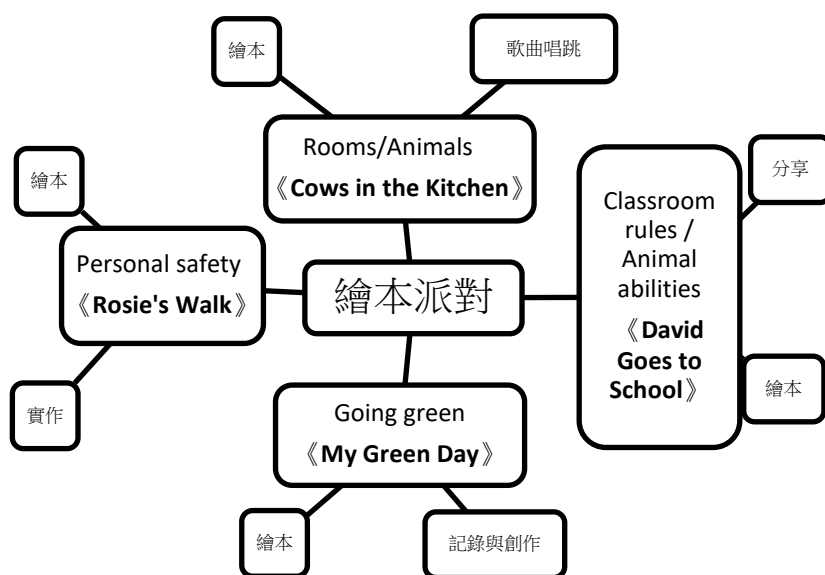 繪本
歌曲唱跳
Rooms/Animals
《Cows in the Kitchen》
繪本
Personal safety
《Rosie's Walk》
實作
繪本派對
分享
Classroom
rules /
Animal
abilities
《David
Goes to
School》
繪本
Going green
《My Green Day》
繪本
記錄與創作